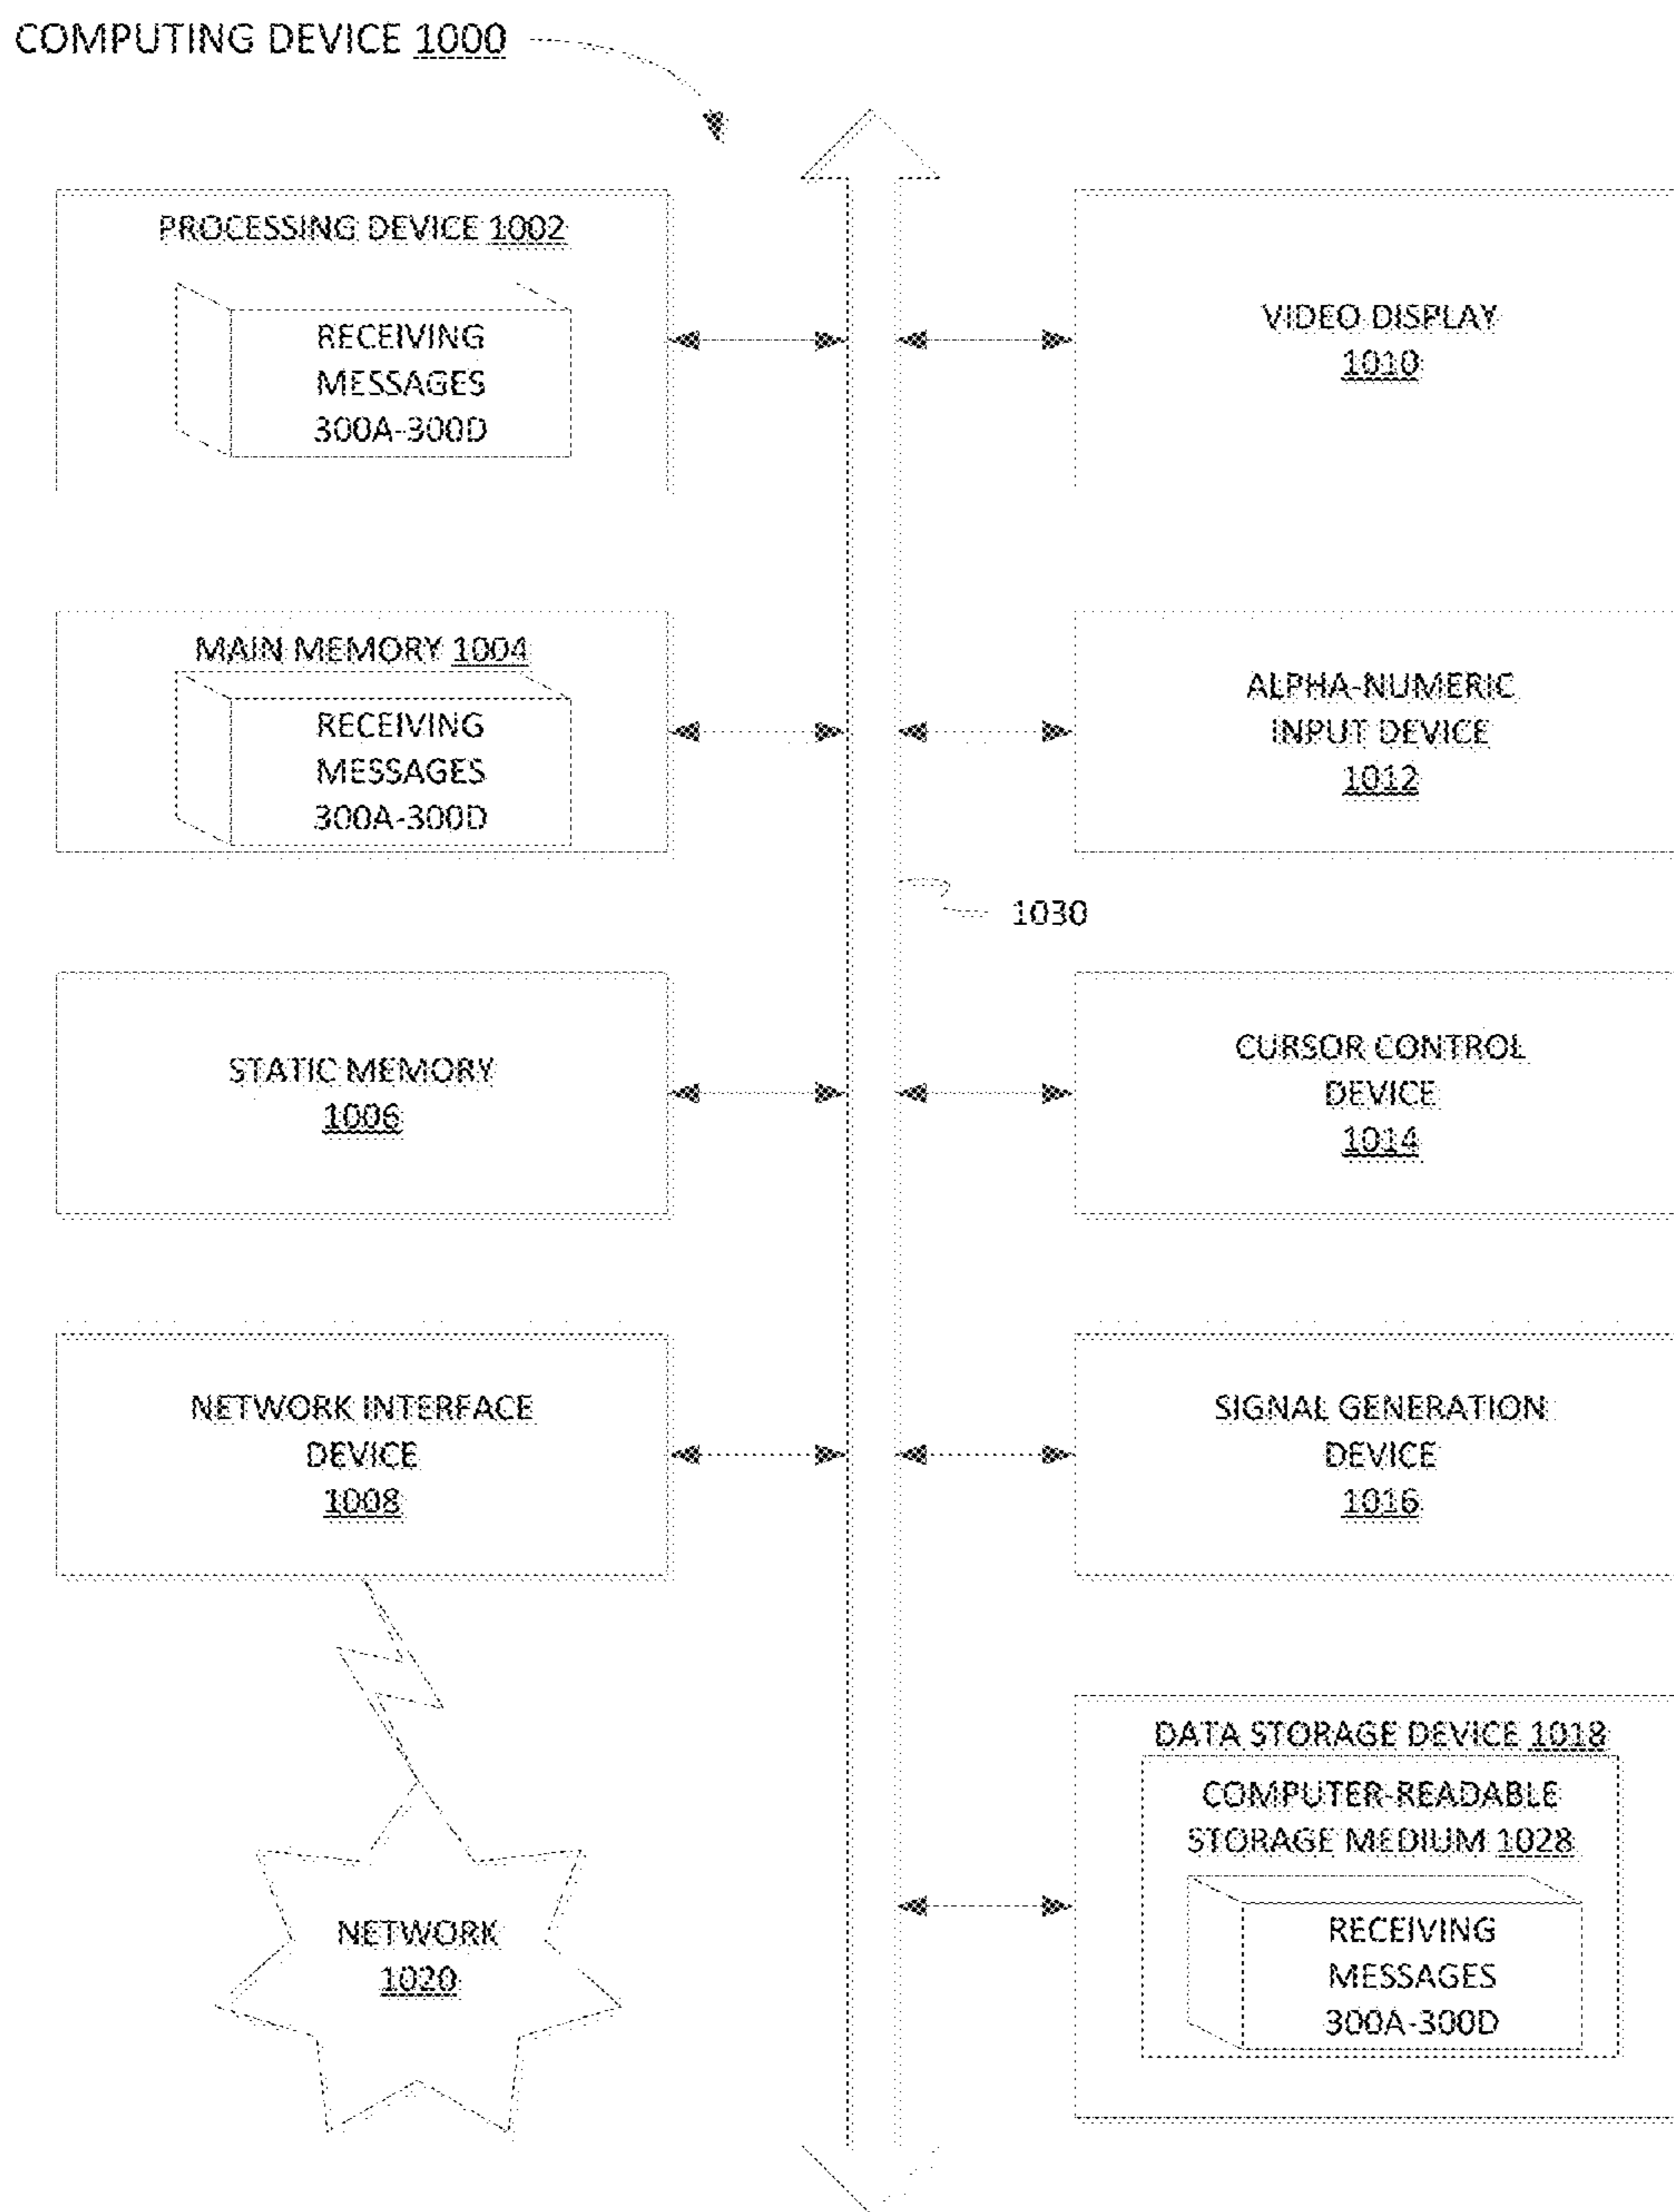 COMPUTING DEVICE 1000
PROCESSING DEVICE 1002
RECEIVING
MESSAGES
300A-300D
VIDEO DISPLAY
1010
MAIN MEMORY 1004
RECEIVING
MESSAGES
300A-300D
ALPHA-NUMERIC
INPUT DEVICE
1012
1030
STATIC MEMORY
1006
CURSOR CONTROL
DEVICE
1014
NETWORK INTERFACE
DEVICE
1008
SIGNAL GENERATION
DEVICE
1016
DATA STORAGE DEVICE 1018
COMPUTER-READABLE
STORAGE MEDIUM 1028
RECEIVING
MESSAGES
300A-300D
NETWORK
1020